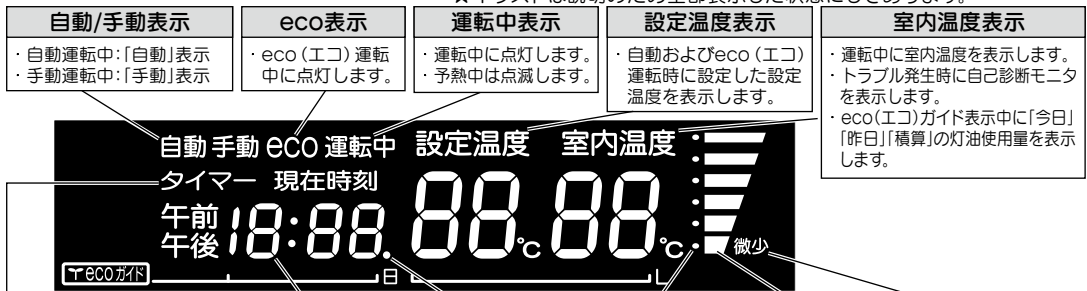 ★イラストは説明のため全部表示した状態にしてあります。
自動/手動表示
・自動運転中:「自動」表示
・手動運転中:「手動」表示
eco表示
・eco(エコ)運転
中に点灯します。
運転中表示
・運転中に点灯します。
・予熱中は点滅します。
設定温度表示
・自動およびeco(エコ)
運転時に設定した設定
温度を表示します。
室内温度表示
・運転中に室内温度を表示します。
・トラブル発生時に自己診断モニタ
を表示します。
・eco(エコ)ガイド表示中に「今日」
「昨日」「積算」の灯油使用量を表示
します。
自動 手動 eco 運転中 設定温度 室内温度
タイマー 現在時刻
午前
午後 18:88. 88℃ 88.℃ 微少
ecoガイド 日 L